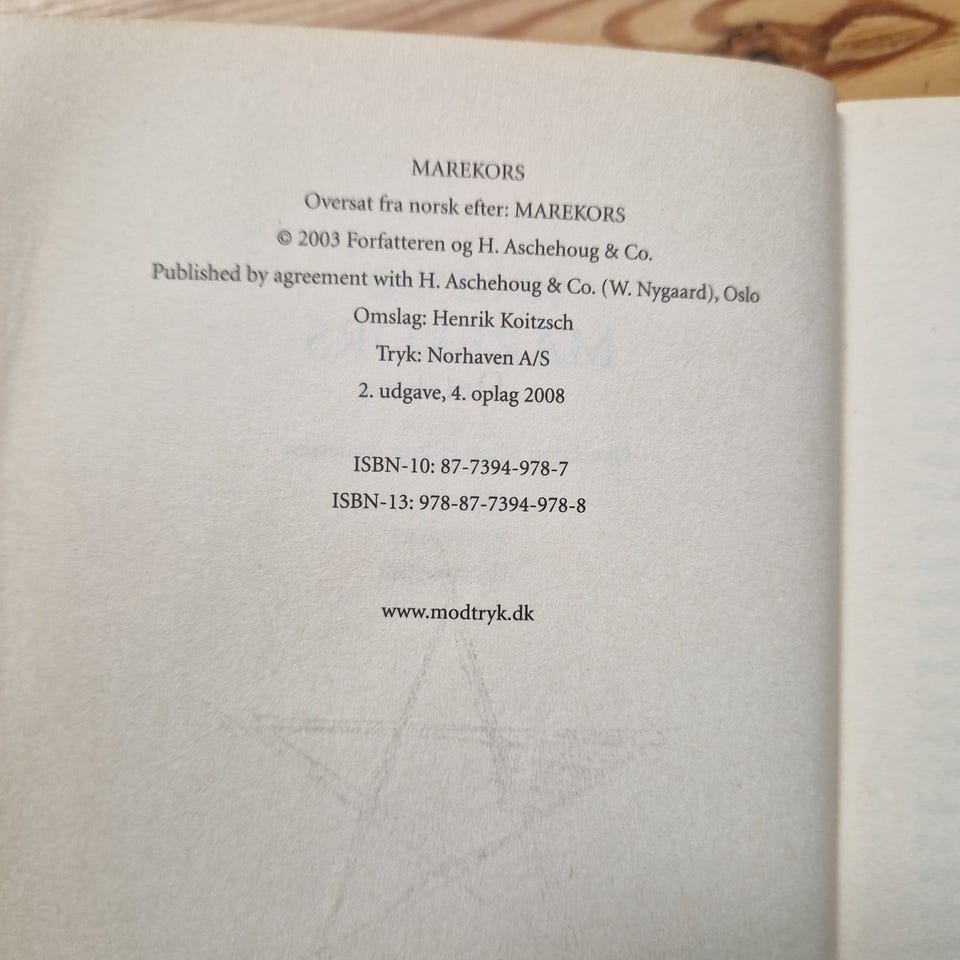 MAREKORS
Oversat fra norsk efter: MAREKORS
© 2003 Forfatteren og H. Aschehoug & Co.
Published by agreement with H. Aschehoug & Co. (W. Nygaard), Oslo
Omslag: Henrik Koitzsch
Tryk: Norhaven A/S
2. udgave, 4. oplag 2008
ISBN-10: 87-7394-978-7
ISBN-13: 978-87-7394-978-8
www.modtryk.dk